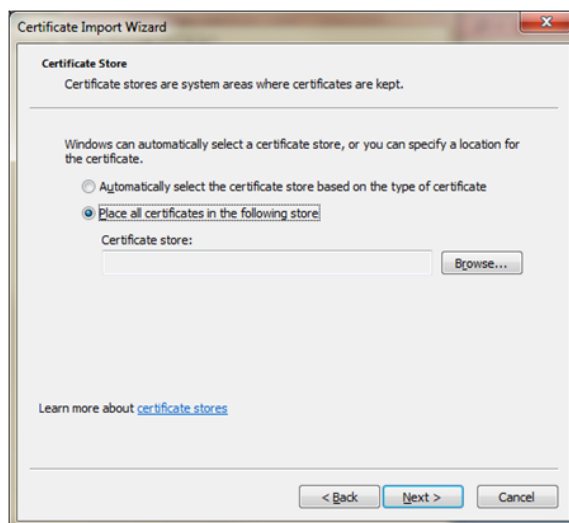 Certificate Import Wizard
Certificate Store
Certificate stores are system areas where certificates are kept.
Windows can automatically select a certificate store, or you can specify a location for
the certificate.
Automatically select the certificate store based on the type of certificate
Place all certificates in the following store
Certificate store:
Browse...
Learn more about certificate stores
< Back Next > Cancel